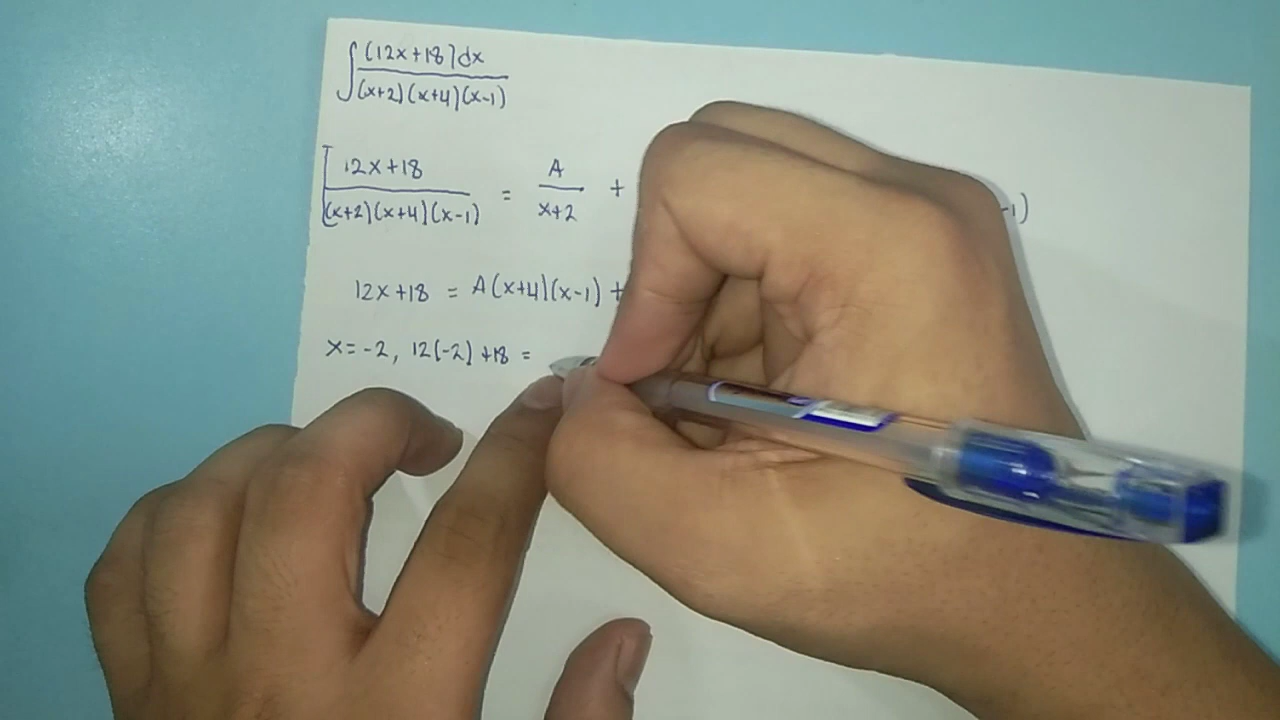 ∫ (12x+18)dx / (x+2)(x+4)(x-1)
[ 12x+18 / (x+2)(x+4)(x-1) = A / x+2 + -1)
12x+18 = A(x+4)(x-1) +
x=-2, 12(-2)+18 =